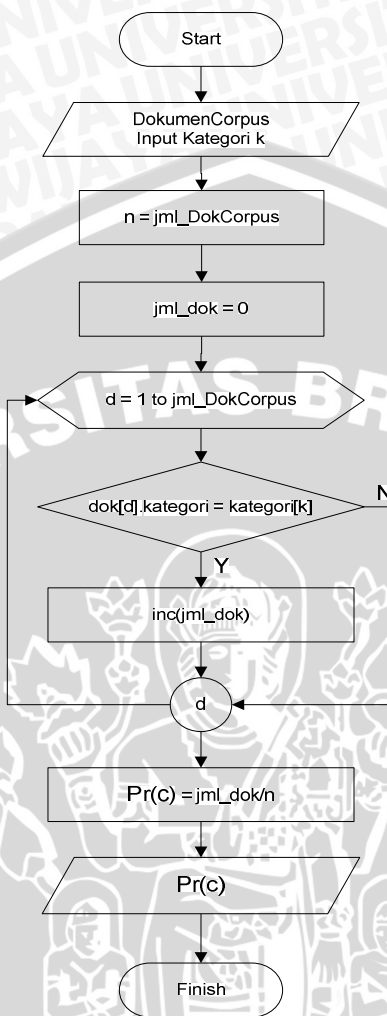 Start
DokumenCorpus
Input Kategori k
n = jml_DokCorpus
jml_dok = 0
d = 1 to jml_DokCorpus
dok[d].kategori = kategori[k]
N
Y
inc(jml_dok)
d
Pr(c) = jml_dok/n
Pr(c)
Finish